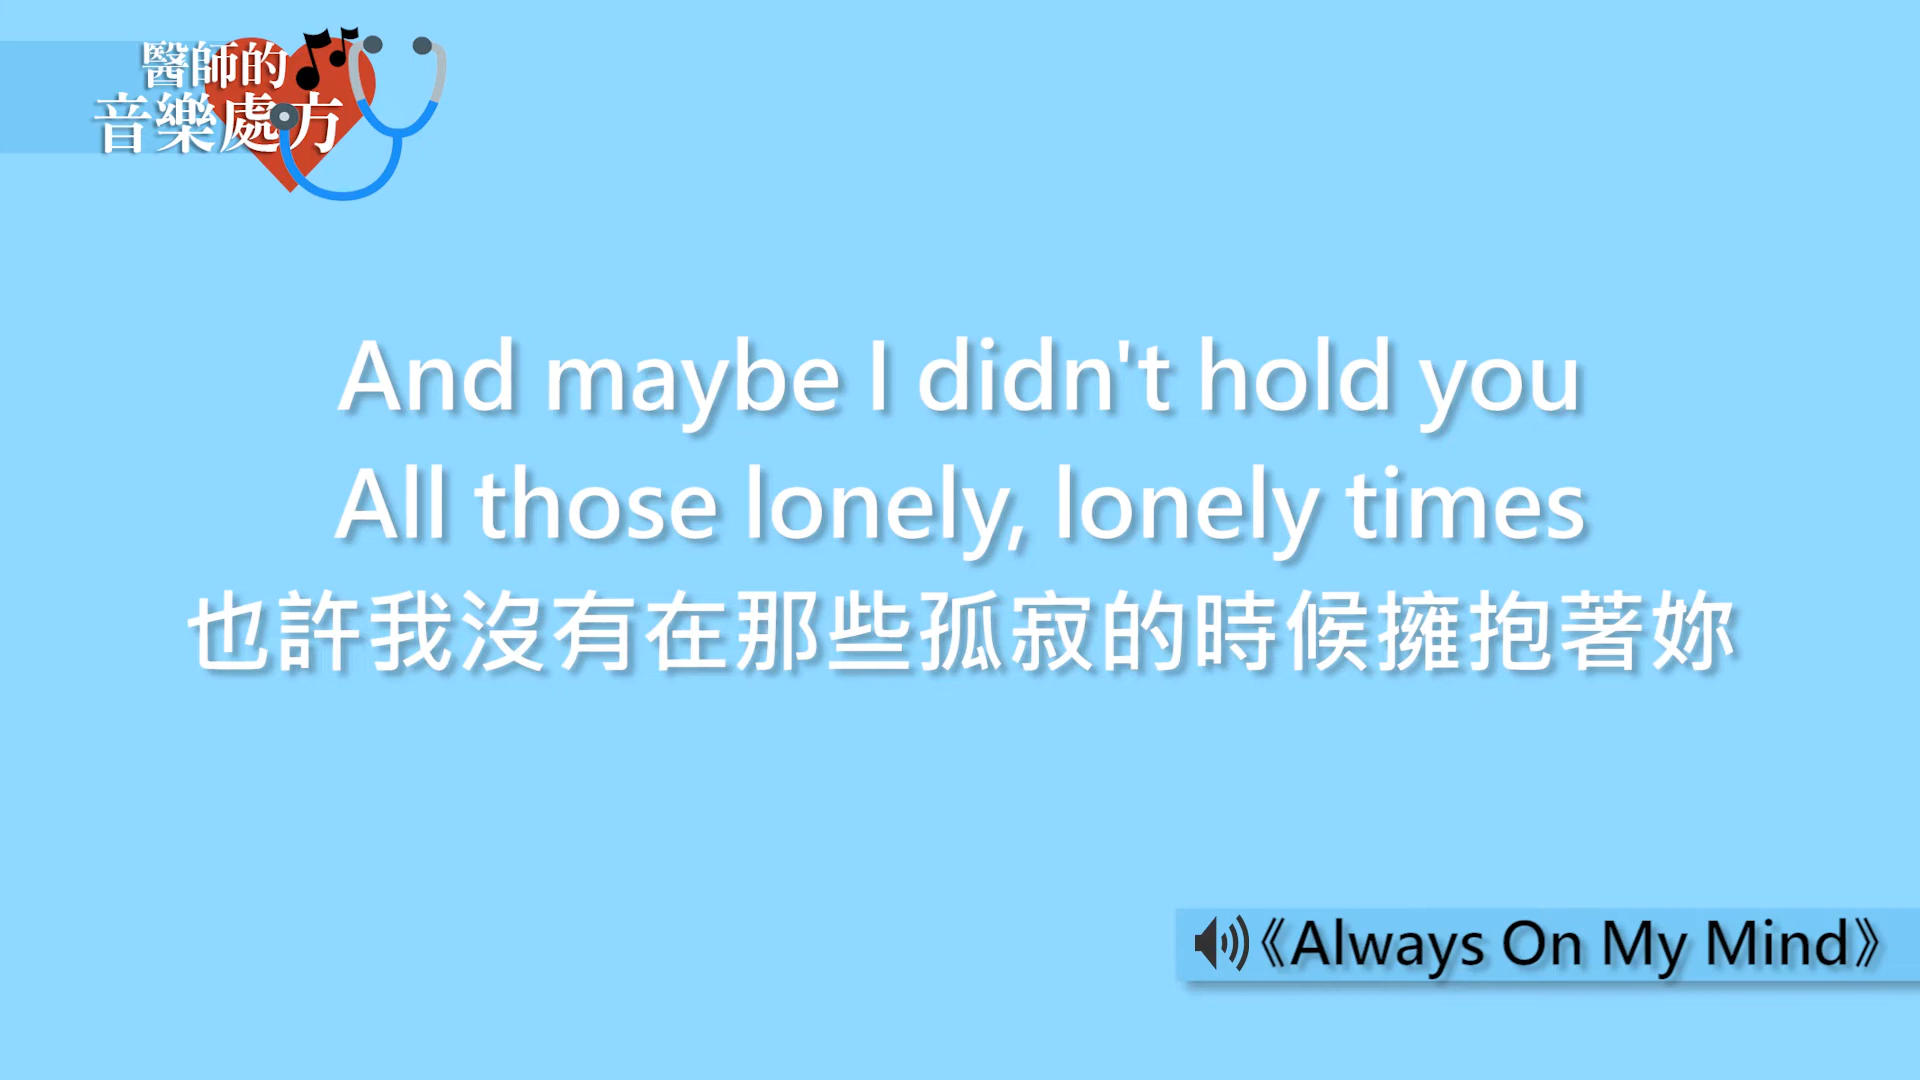 醫師的
音樂處方
And maybe I didn't hold you
All those lonely, lonely times
也許我沒有在那些孤寂的時候擁抱著妳
《Always On My Mind》